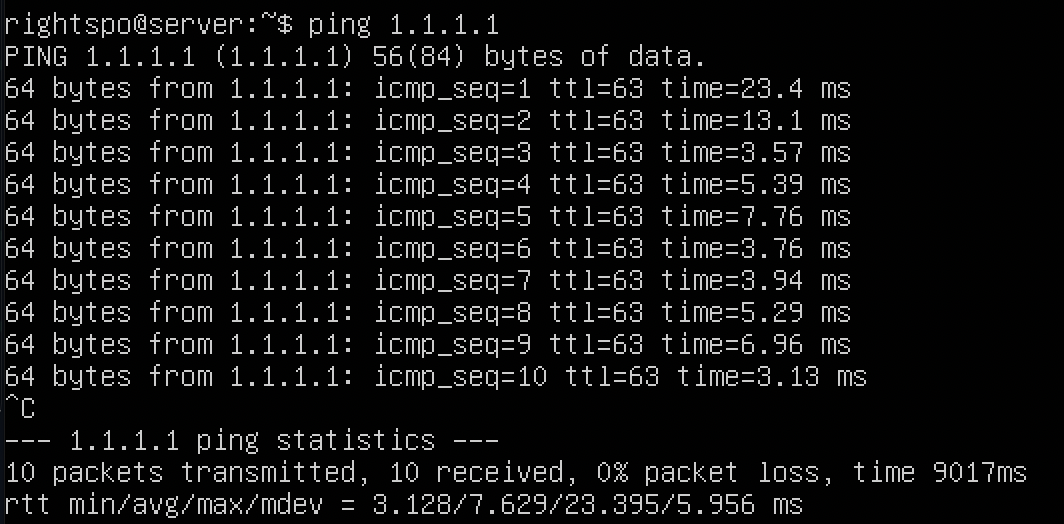 rightspo@server:~$ ping 1.1.1.1
PING 1.1.1.1 (1.1.1.1) 56(84) bytes of data.
64 bytes from 1.1.1.1: icmp_seq=1 ttl=63 time=23.4 ms
64 bytes from 1.1.1.1: icmp_seq=2 ttl=63 time=13.1 ms
64 bytes from 1.1.1.1: icmp_seq=3 ttl=63 time=3.57 ms
64 bytes from 1.1.1.1: icmp_seq=4 ttl=63 time=5.39 ms
64 bytes from 1.1.1.1: icmp_seq=5 ttl=63 time=7.76 ms
64 bytes from 1.1.1.1: icmp_seq=6 ttl=63 time=3.76 ms
64 bytes from 1.1.1.1: icmp_seq=7 ttl=63 time=3.94 ms
64 bytes from 1.1.1.1: icmp_seq=8 ttl=63 time=5.29 ms
64 bytes from 1.1.1.1: icmp_seq=9 ttl=63 time=6.96 ms
64 bytes from 1.1.1.1: icmp_seq=10 ttl=63 time=3.13 ms
^C
--- 1.1.1.1 ping statistics ---
10 packets transmitted, 10 received, 0% packet loss, time 9017ms
rtt min/avg/max/mdev = 3.128/7.629/23.395/5.956 ms